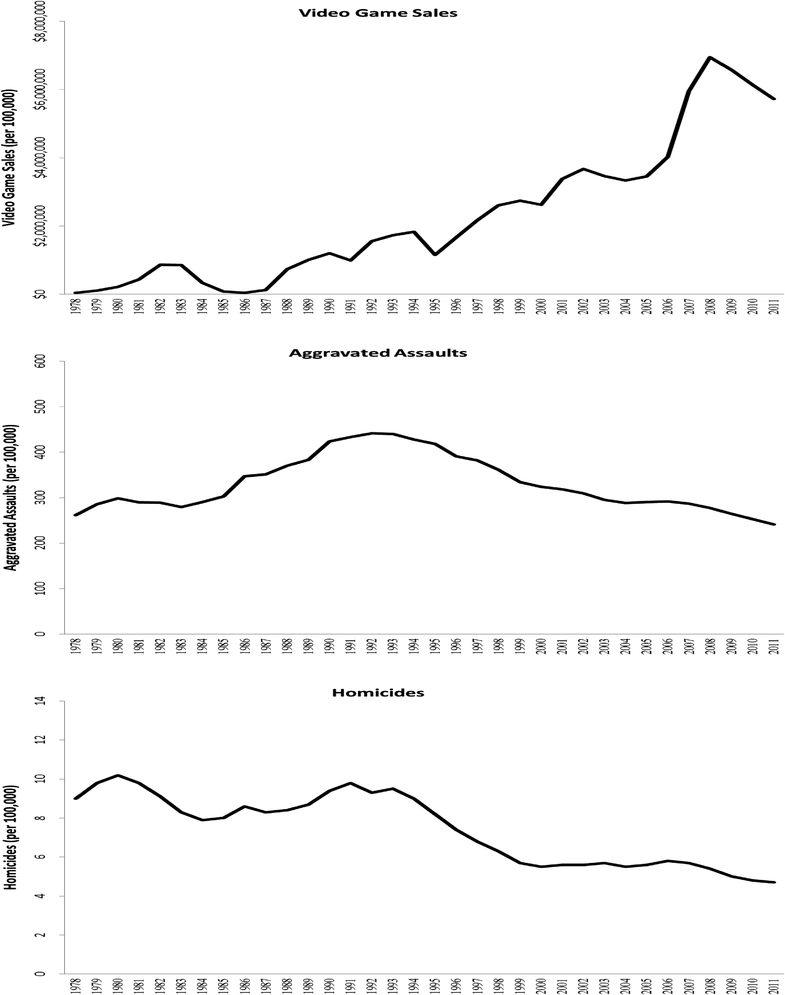 Video Game Sales
Video Game Sales (per 100,000)
$8,000,000
$6,000,000
$4,000,000
$2,000,000
$0
1978 1979 1980 1981 1982 1983 1984 1985 1986 1987 1988 1989 1990 1991 1992 1993 1994 1995 1996 1997 1998 1999 2000 2001 2002 2003 2004 2005 2006 2007 2008 2009 2010 2011
Aggravated Assaults
Aggravated Assaults (per 100,000)
600
500
400
300
200
100
0
1978 1979 1980 1981 1982 1983 1984 1985 1986 1987 1988 1989 1990 1991 1992 1993 1994 1995 1996 1997 1998 1999 2000 2001 2002 2003 2004 2005 2006 2007 2008 2009 2010 2011
Homicides
Homicides (per 100,000)
14
12
10
8
6
4
2
0
1978 1979 1980 1981 1982 1983 1984 1985 1986 1987 1988 1989 1990 1991 1992 1993 1994 1995 1996 1997 1998 1999 2000 2001 2002 2003 2004 2005 2006 2007 2008 2009 2010 2011